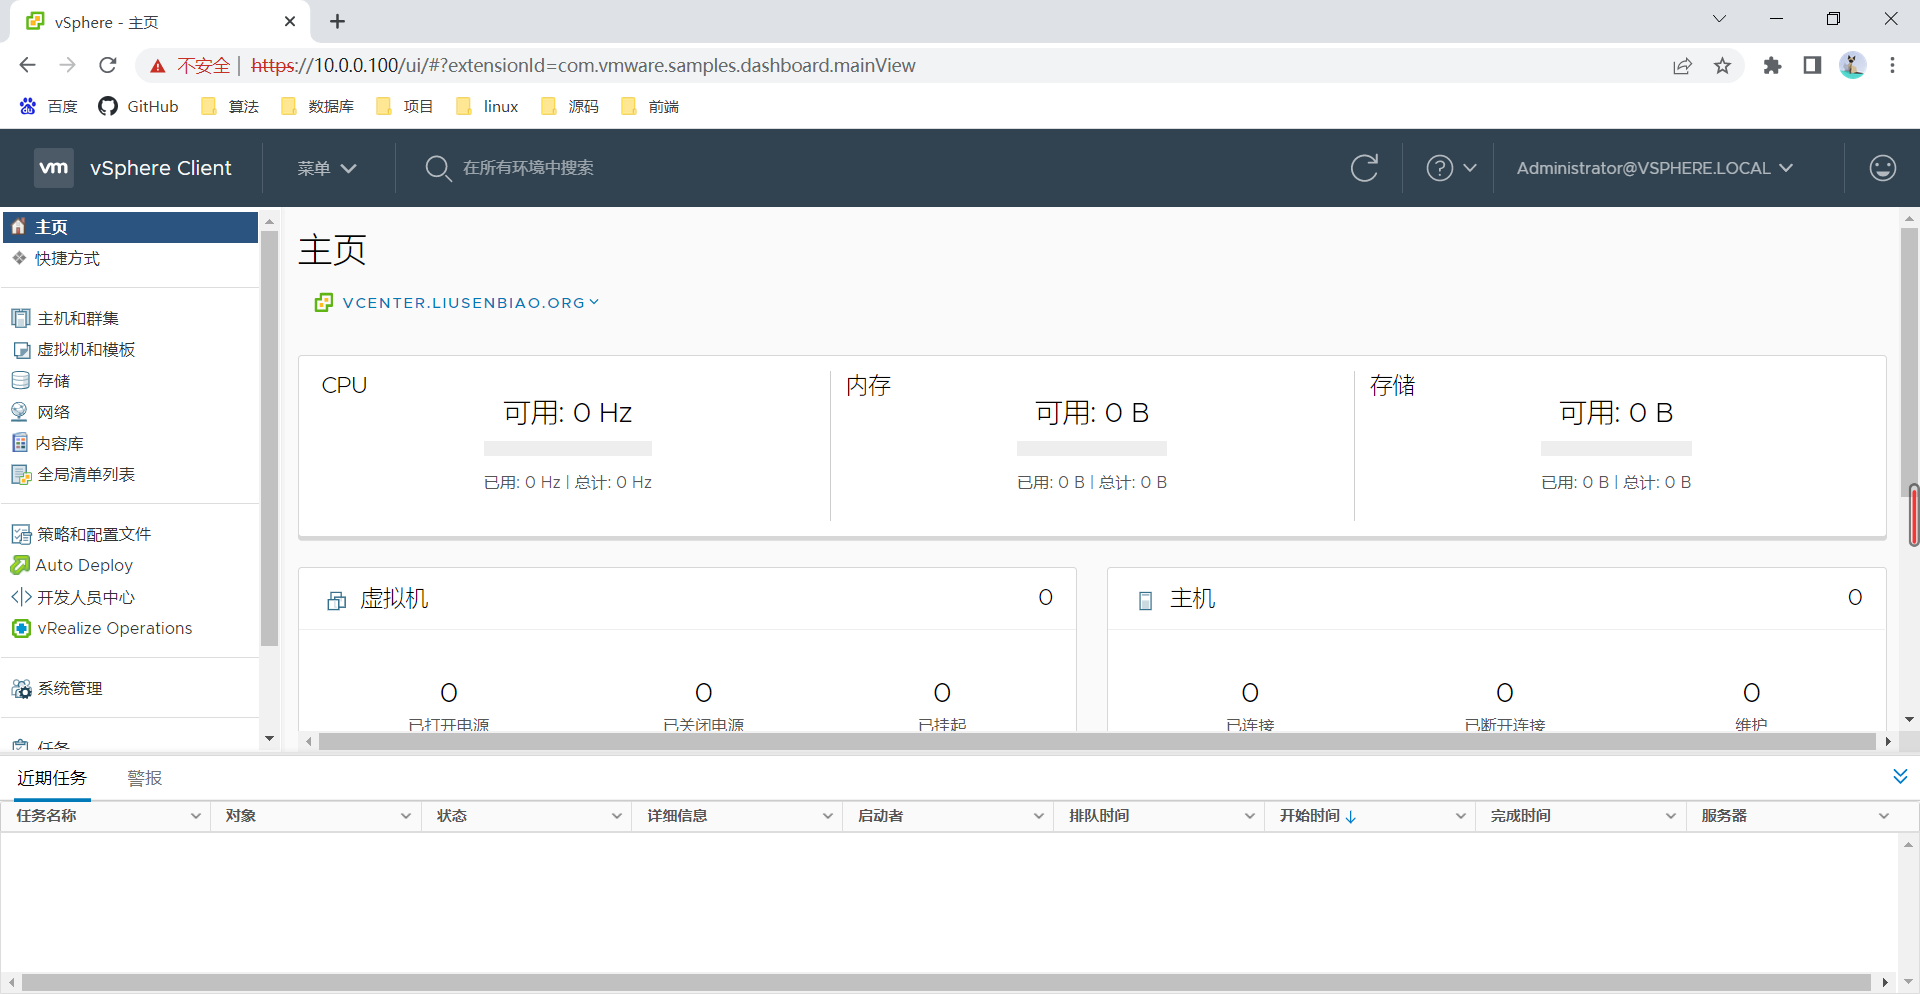 vSphere - 主页
不安全 | https://10.0.0.100/ui/#?extensionId=com.vmware.samples.dashboard.mainView
百度 GitHub 算法 数据库 项目 linux 源码 前端
vm vSphere Client 菜单 在所有环境中搜索 Administrator@VSPHERE.LOCAL
主页
快捷方式
主机和群集
虚拟机和模板
存储
网络
内容库
全局清单列表
策略和配置文件
Auto Deploy
开发人员中心
vRealize Operations
系统管理
任务
主页
VCENTER.LIUSENBIAO.ORG
CPU
可用: 0 Hz
已用: 0 Hz | 总计: 0 Hz
内存
可用: 0 B
已用: 0 B | 总计: 0 B
存储
可用: 0 B
已用: 0 B | 总计: 0 B
虚拟机 0
0 0 0
已打开电源 已关闭电源 已挂起
主机 0
0 0 0
已连接 已断开连接 维护
近期任务 警报
任务名称 对象 状态 详细信息 启动者 排队时间 开始时间 ↓ 完成时间 服务器